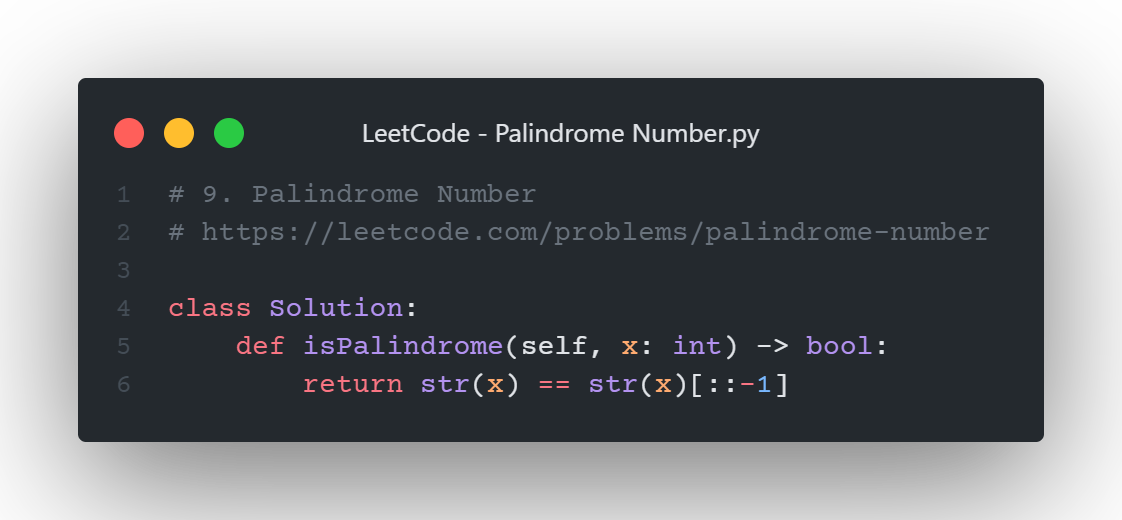 LeetCode - Palindrome Number.py
1 # 9. Palindrome Number
2 # https://leetcode.com/problems/palindrome-number
3
4 class Solution:
5     def isPalindrome(self, x: int) -> bool:
6         return str(x) == str(x)[::-1]